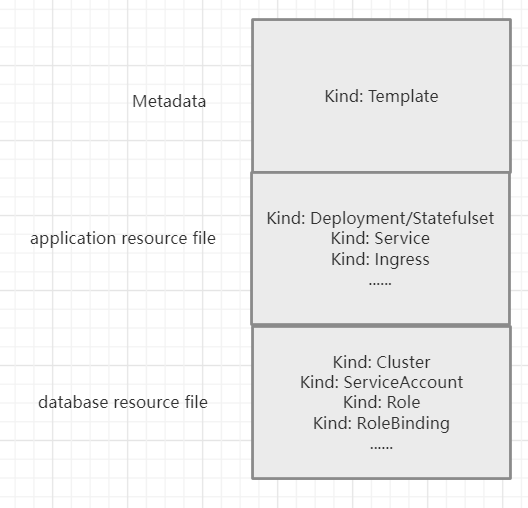 Metadata
Kind: Template
application resource file
Kind: Deployment/Statefulset
Kind: Service
Kind: Ingress
......
database resource file
Kind: Cluster
Kind: ServiceAccount
Kind: Role
Kind: RoleBinding
......